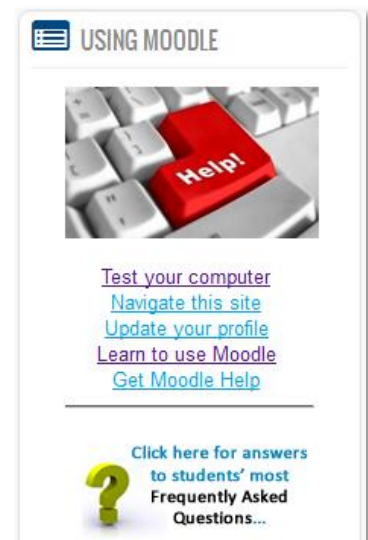 USING MOODLE
Help!
Test your computer
Navigate this site
Update your profile
Learn to use Moodle
Get Moodle Help
Click here for answers
to students' most
Frequently Asked
Questions...